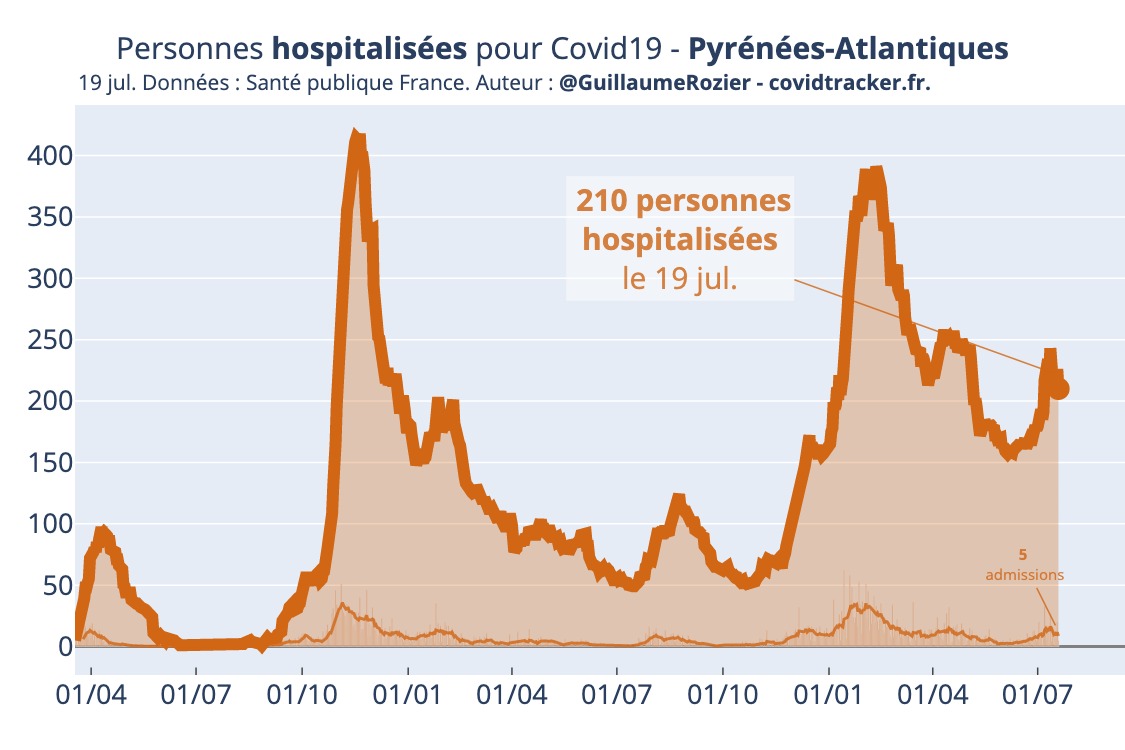 Personnes hospitalisées pour Covid19 - Pyrénées-Atlantiques
19 jul. Données : Santé publique France. Auteur : @GuillaumeRozier - covidtracker.fr.
400
350
300
250
200
150
100
50
0
210 personnes
hospitalisées
le 19 jul.
5
admissions
01/04 01/07 01/10 01/01 01/04 01/07 01/10 01/01 01/04 01/07